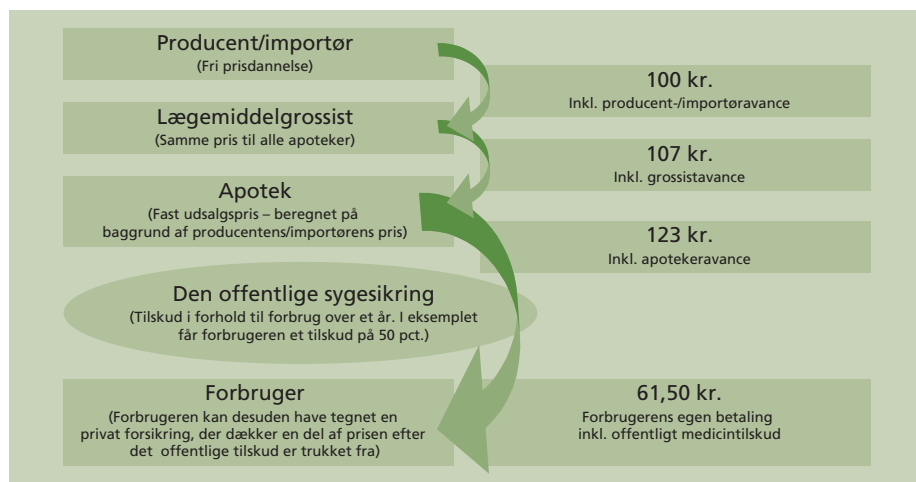 Producent/importør
(Fri prisdannelse)
100 kr.
Inkl. producent-/importøravance
Lægemiddelgrossist
(Samme pris til alle apoteker)
107 kr.
Inkl. grossistavance
Apotek
(Fast udsalgspris – beregnet på
baggrund af producentens/importørens pris)
123 kr.
Inkl. apotekeravance
Den offentlige sygesikring
(Tilskud i forhold til forbrug over et år. I eksemplet
får forbrugeren et tilskud på 50 pct.)
Forbruger
(Forbrugeren kan desuden have tegnet en
privat forsikring, der dækker en del af prisen efter
det offentlige tilskud er trukket fra)
61,50 kr.
Forbrugerens egen betaling
inkl. offentligt medicintilskud